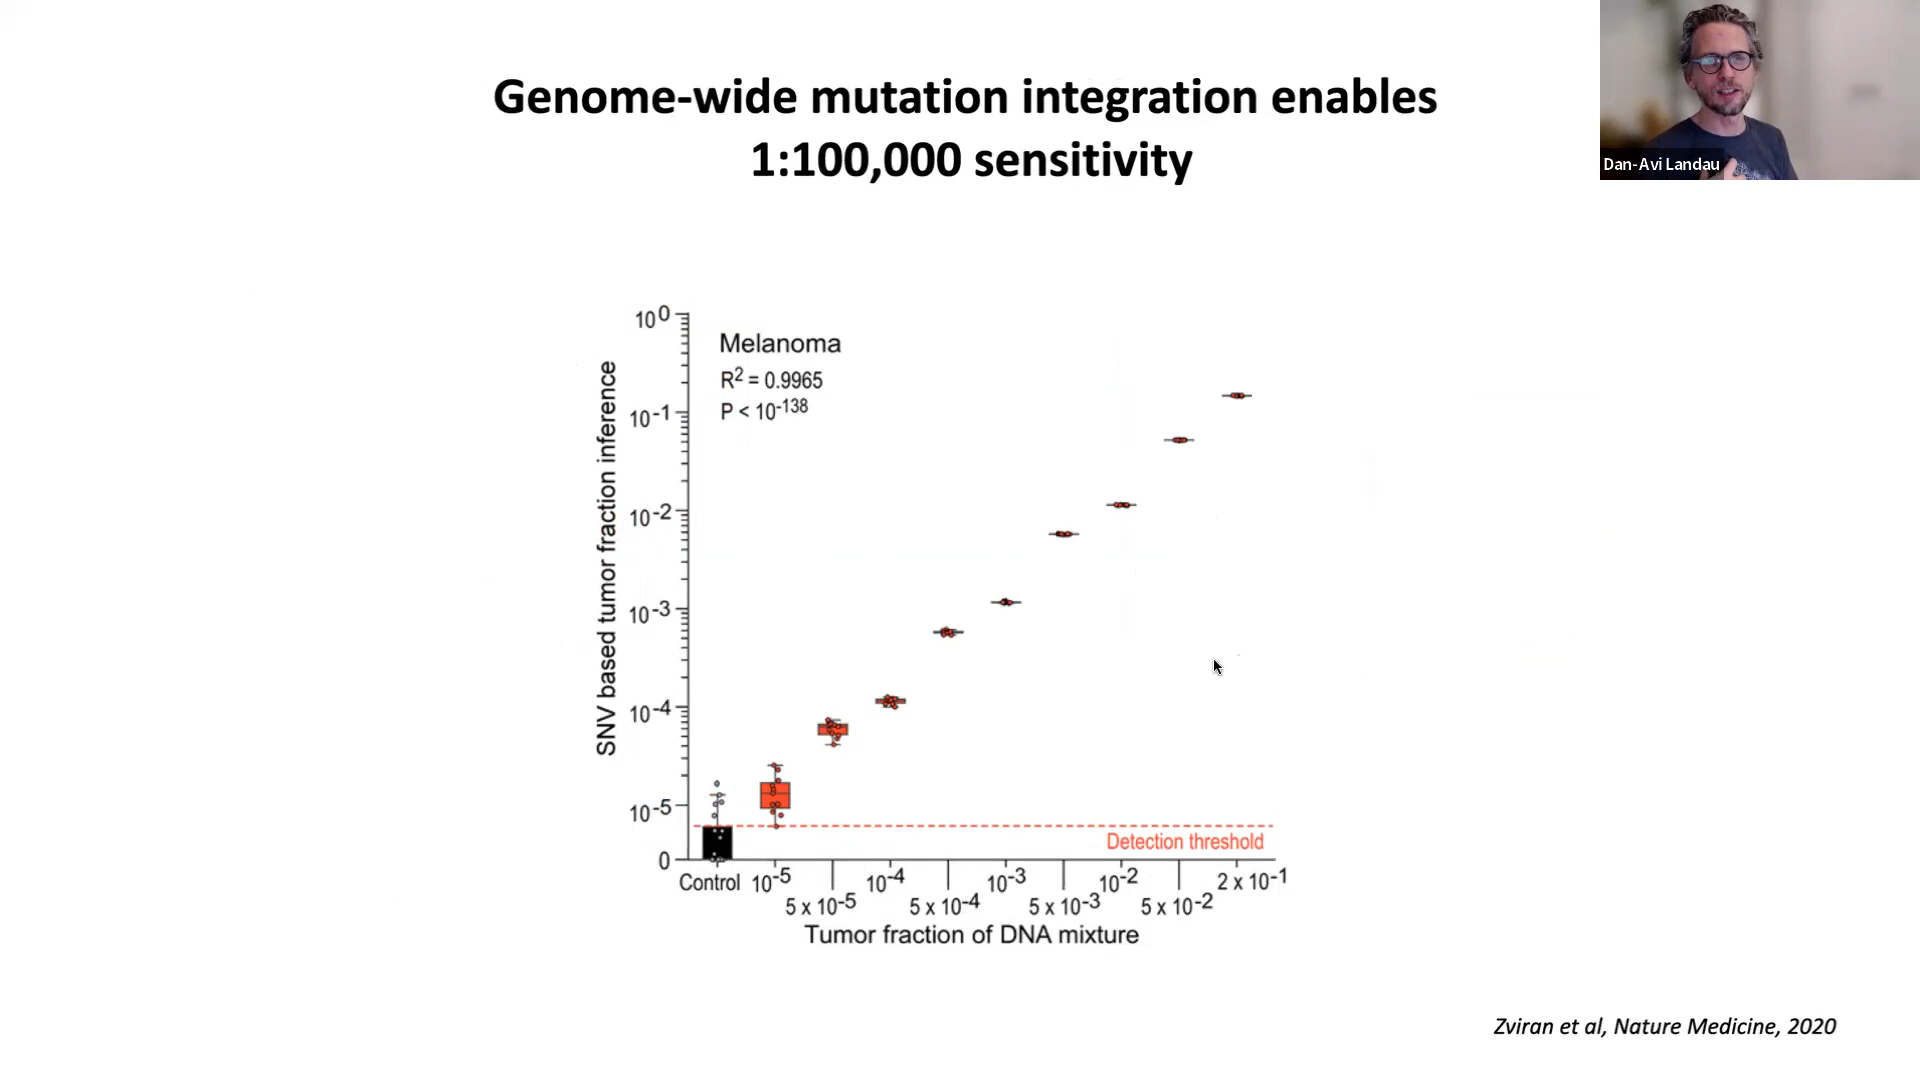 Genome-wide mutation integration enables
1:100,000 sensitivity
Dan-Avi Landau
Melanoma
R² = 0.9965
P < 10⁻¹³⁸
SNV based tumor fraction inference
10⁰
10⁻¹
10⁻²
10⁻³
10⁻⁴
10⁻⁵
0
Detection threshold
Control 10⁻⁵ 10⁻⁴ 10⁻³ 10⁻² 2 x 10⁻¹
5 x 10⁻⁵ 5 x 10⁻⁴ 5 x 10⁻³ 5 x 10⁻²
Tumor fraction of DNA mixture
Zviran et al, Nature Medicine, 2020